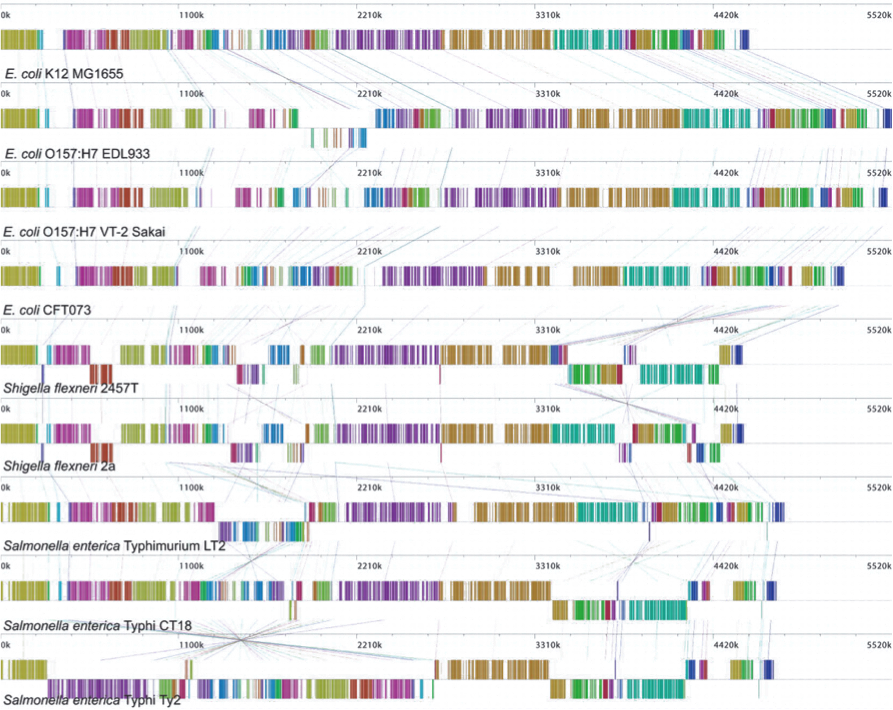 0k 1100k 2210k 3310k 4420k 5520k
E. coli K12 MG1655
0k 1100k 2210k 3310k 4420k 5520k
E. coli O157:H7 EDL933
0k 1100k 2210k 3310k 4420k 5520k
E. coli O157:H7 VT-2 Sakai
0k 1100k 2210k 3310k 4420k 5520k
E. coli CFT073
0k 1100k 2210k 3310k 4420k 5520k
Shigella flexneri 2457T
0k 1100k 2210k 3310k 4420k 5520k
Shigella flexneri 2a
0k 1100k 2210k 3310k 4420k 5520k
Salmonella enterica Typhimurium LT2
0k 1100k 2210k 3310k 4420k 5520k
Salmonella enterica Typhi CT18
0k 1100k 2210k 3310k 4420k 5520k
Salmonella enterica Typhi Ty2